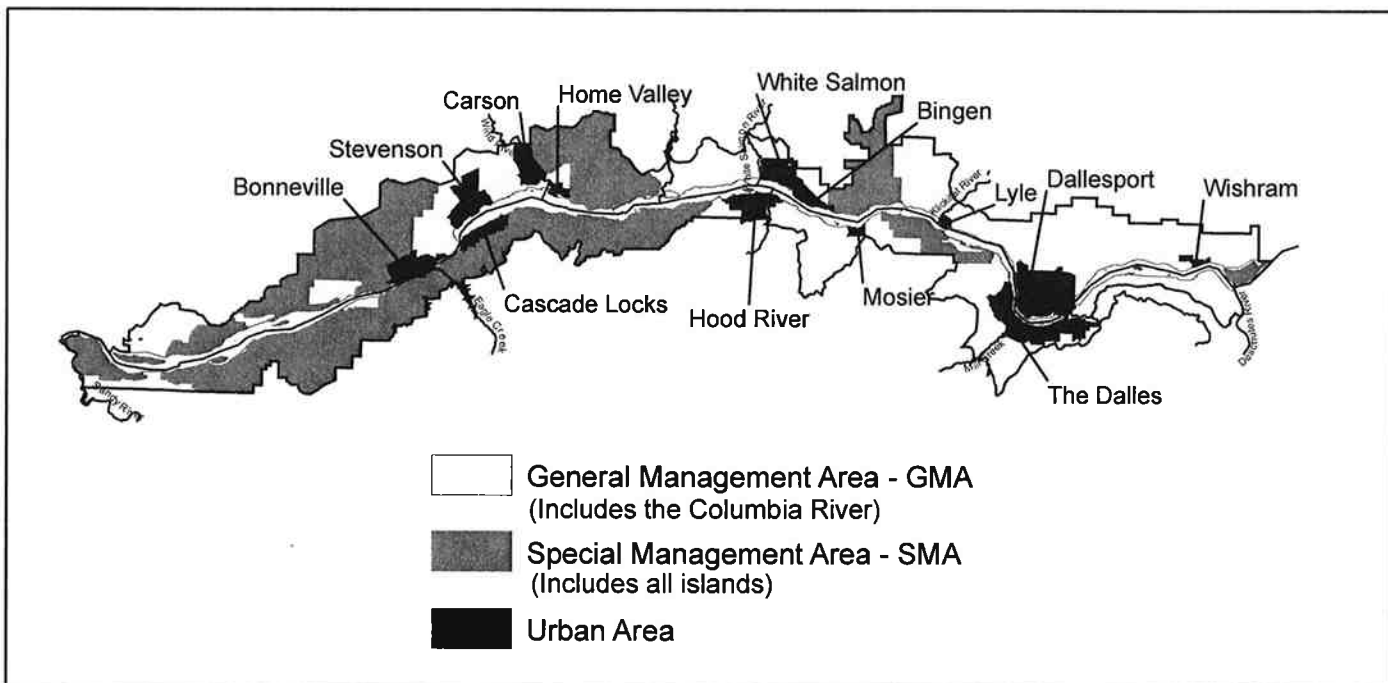 White Salmon
Carson
Home Valley
Bingen
Stevenson
Bonneville
Lyle
Dallesport
Wishram
Cascade Locks
Hood River
Mosier
The Dalles
Eagle Creek
Sandy River
White Salmon River
Klickitat River
Mill Creek
Deschutes River
General Management Area - GMA
(Includes the Columbia River)
Special Management Area - SMA
(Includes all islands)
Urban Area